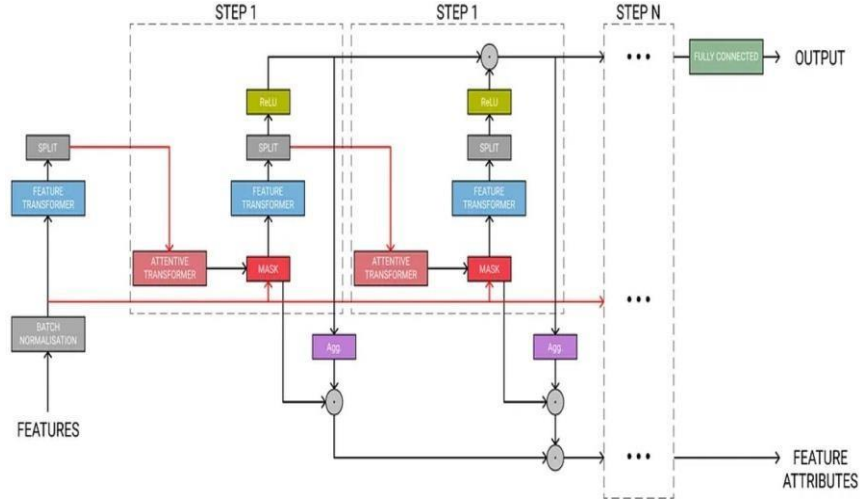 STEP 1
STEP 1
STEP N
ReLU
ReLU
• • •
FULLY CONNECTED
OUTPUT
SPLIT
SPLIT
SPLIT
FEATURE
TRANSFORMER
FEATURE
TRANSFORMER
FEATURE
TRANSFORMER
ATTENTIVE
TRANSFORMER
MASK
ATTENTIVE
TRANSFORMER
MASK
• • •
BATCH
NORMALISATION
Agg.
Agg.
FEATURES
• • •
FEATURE
ATTRIBUTES